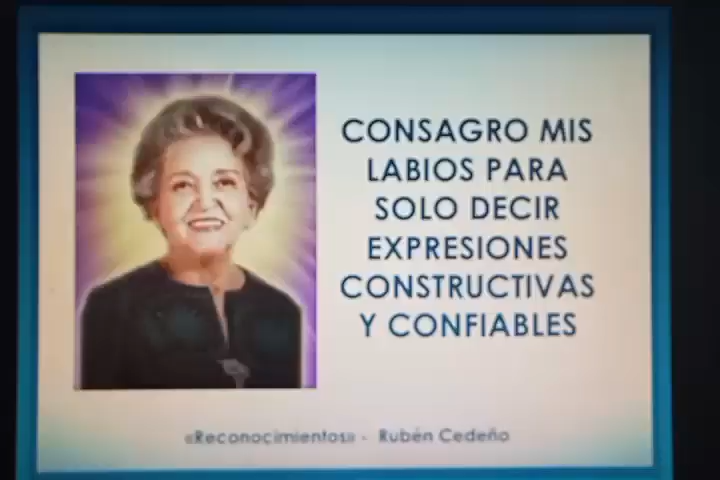 CONSAGRO MIS
LABIOS PARA
SOLO DECIR
EXPRESIONES
CONSTRUCTIVAS
Y CONFIABLES
«Reconocimientos» - Rubén Cedeño